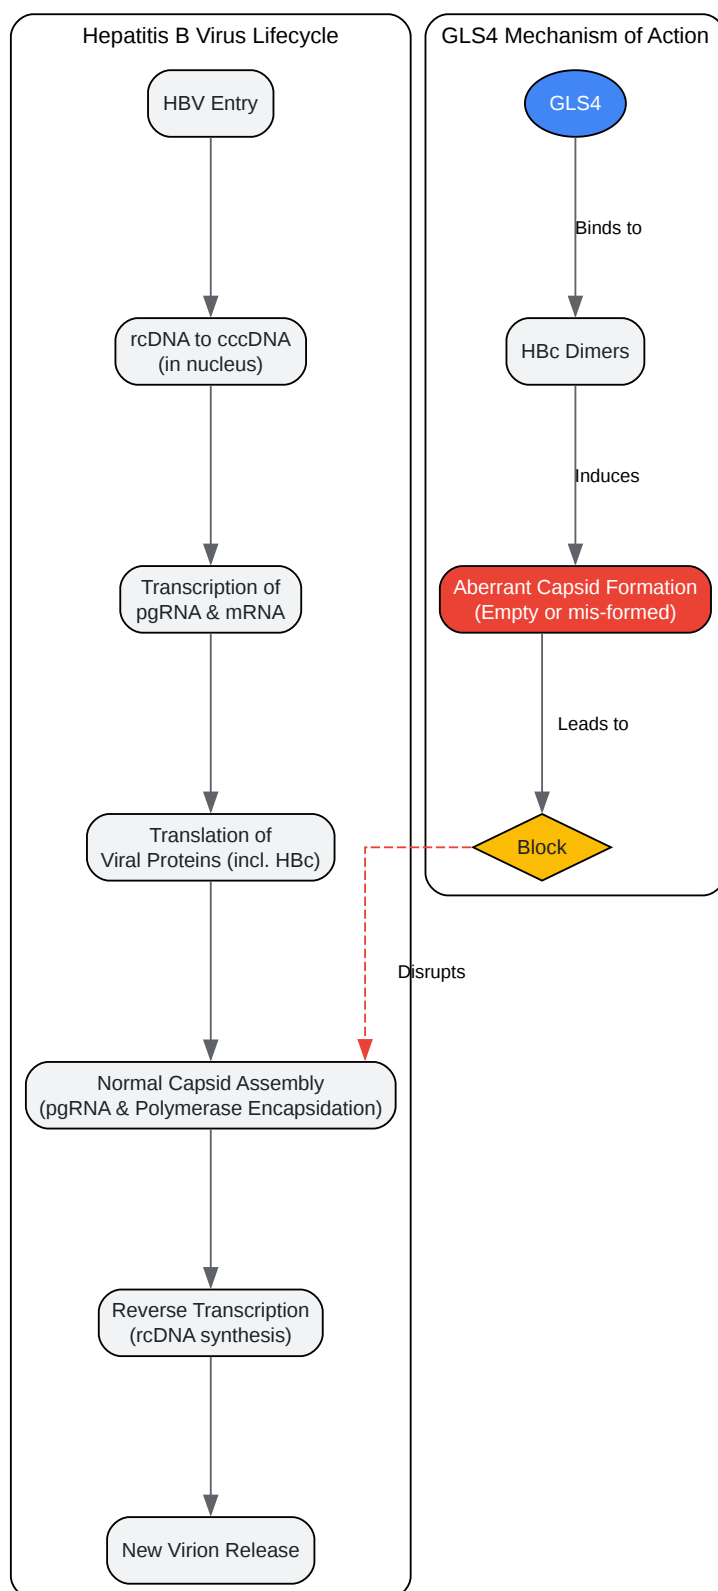 Hepatitis B Virus Lifecycle
HBV Entry
rcDNA to cccDNA
(in nucleus)
Transcription of
pgRNA & mRNA
Translation of
Viral Proteins (incl. HBc)
Normal Capsid Assembly
(pgRNA & Polymerase Encapsidation)
Reverse Transcription
(rcDNA synthesis)
New Virion Release
GLS4 Mechanism of Action
GLS4
Binds to
HBc Dimers
Induces
Aberrant Capsid Formation
(Empty or mis-formed)
Leads to
Block
Disrupts